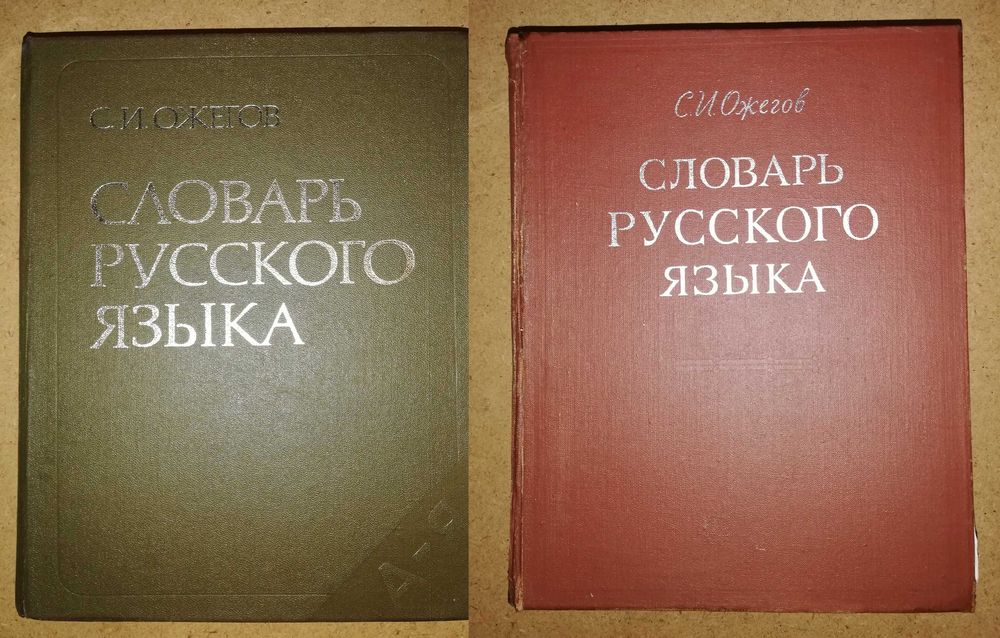 С.И.ОЖЕГОВ
СЛОВАРЬ
РУССКОГО
ЯЗЫКА
А-Я
С.И.Ожегов
СЛОВАРЬ
РУССКОГО
ЯЗЫКА